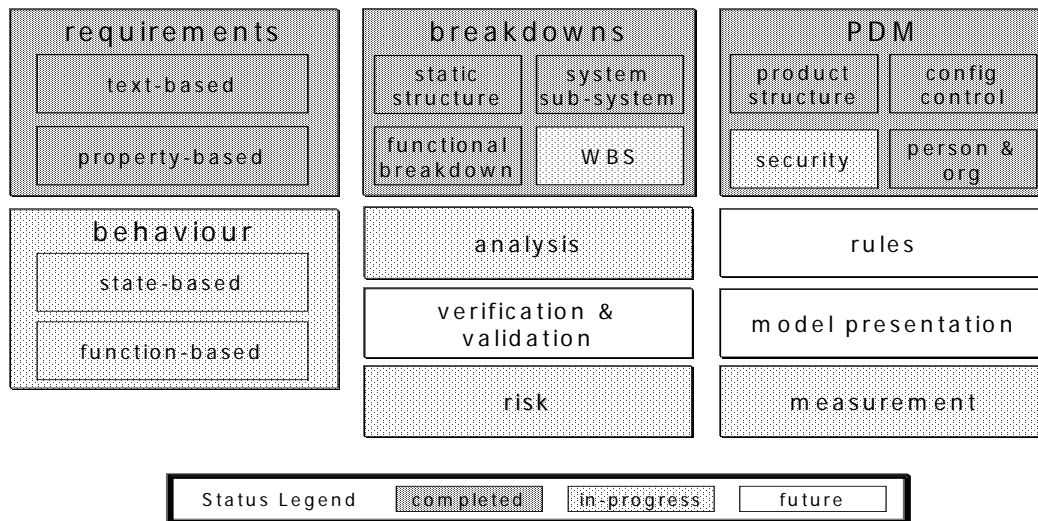 requirements
text-based
property-based
behaviour
state-based
function-based
breakdowns
static
structure
system
sub-system
functional
breakdown
WBS
analysis
verification &
validation
risk
PDM
product
structure
config
control
security
person &
org
rules
model presentation
measurement
Status Legend
completed
in-progress
future